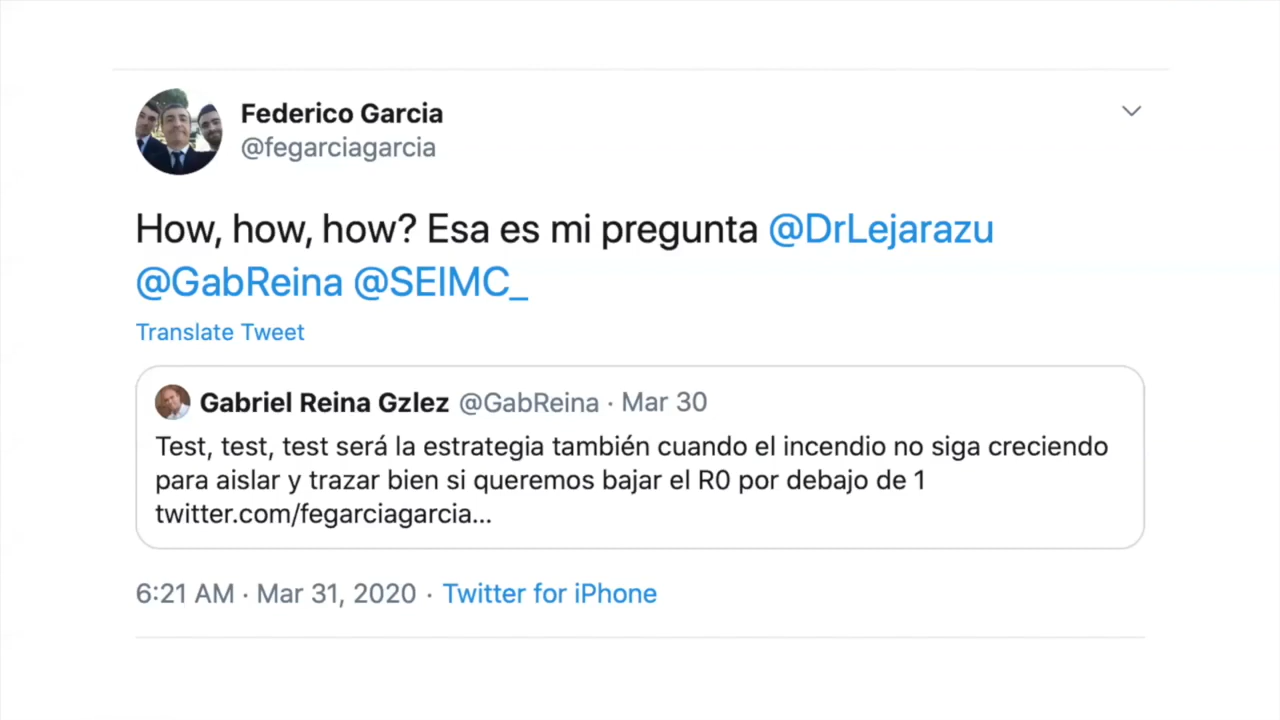 Federico Garcia
@fegarciagarcia
How, how, how? Esa es mi pregunta @DrLejarazu
@GabReina @SEIMC_
Translate Tweet
Gabriel Reina Gzlez @GabReina · Mar 30
Test, test, test será la estrategia también cuando el incendio no siga creciendo
para aislar y trazar bien si queremos bajar el R0 por debajo de 1
twitter.com/fegarciagarcia...
6:21 AM · Mar 31, 2020 · Twitter for iPhone